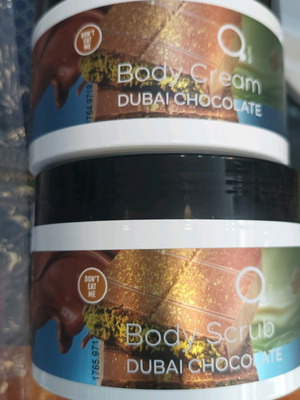 DON'T
EAT
ME
Body Cream
DUBAI CHOCOLATE
DON'T
EAT
ME
Body Scrub
DUBAI CHOCOLATE